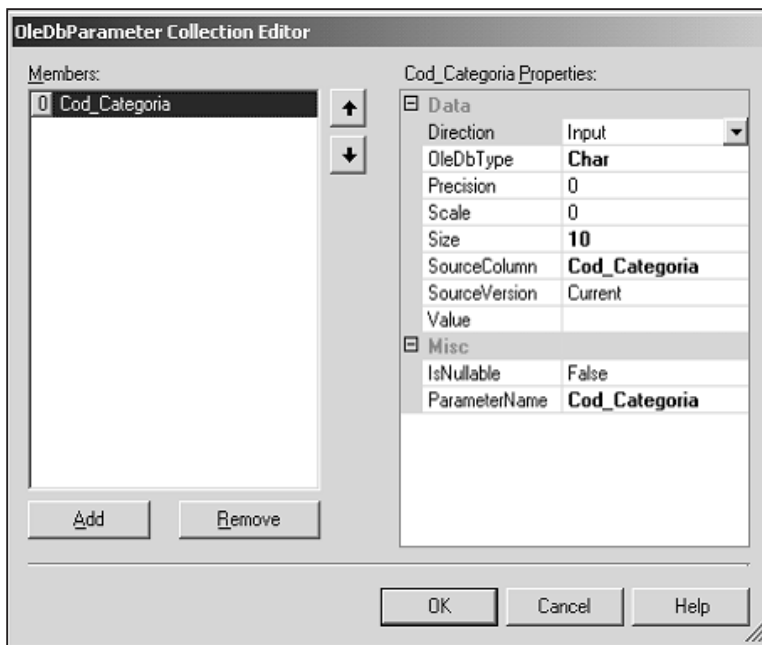 OleDbParameter Collection Editor
Members:
0 Cod_Categoria
Add
Remove
Cod_Categoria Properties:
Data
Direction Input
OleDbType Char
Precision 0
Scale 0
Size 10
SourceColumn Cod_Categoria
SourceVersion Current
Value
Misc
IsNullable False
ParameterName Cod_Categoria
OK
Cancel
Help